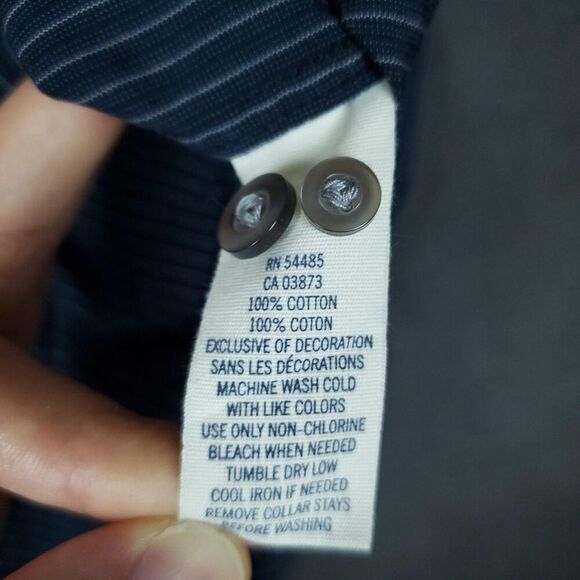 RN 54485
CA 03873
100% COTTON
100% COTON
EXCLUSIVE OF DECORATION
SANS LES DÉCORATIONS
MACHINE WASH COLD
WITH LIKE COLORS
USE ONLY NON-CHLORINE
BLEACH WHEN NEEDED
TUMBLE DRY LOW
COOL IRON IF NEEDED
REMOVE COLLAR STAYS
BEFORE WASHING